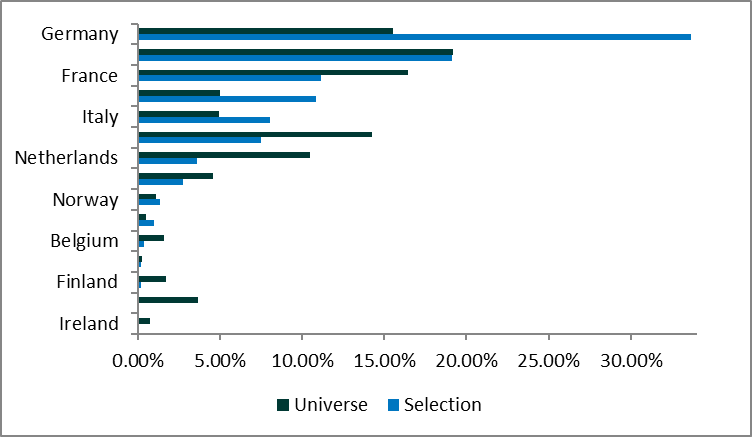 Germany
France
Italy
Netherlands
Norway
Belgium
Finland
Ireland
0.00% 5.00% 10.00% 15.00% 20.00% 25.00% 30.00%
Universe Selection